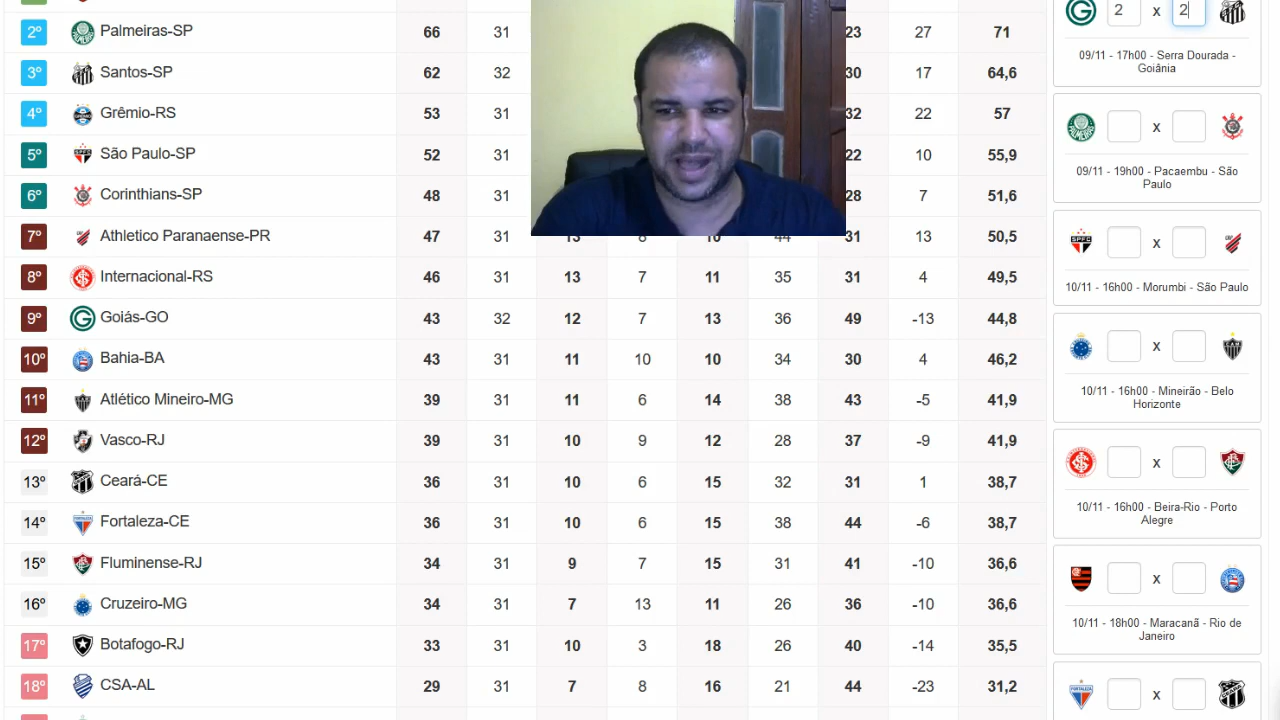 2º Palmeiras-SP 66 31 23 27 71
3º Santos-SP 62 32 30 17 64,6
4º Grêmio-RS 53 31 32 22 57
5º São Paulo-SP 52 31 22 10 55,9
6º Corinthians-SP 48 31 28 7 51,6
7º Athletico Paranaense-PR 47 31 13 8 10 44 31 13 50,5
8º Internacional-RS 46 31 13 7 11 35 31 4 49,5
9º Goiás-GO 43 32 12 7 13 36 49 -13 44,8
10º Bahia-BA 43 31 11 10 10 34 30 4 46,2
11º Atlético Mineiro-MG 39 31 11 6 14 38 43 -5 41,9
12º Vasco-RJ 39 31 10 9 12 28 37 -9 41,9
13º Ceará-CE 36 31 10 6 15 32 31 1 38,7
14º Fortaleza-CE 36 31 10 6 15 38 44 -6 38,7
15º Fluminense-RJ 34 31 9 7 15 31 41 -10 36,6
16º Cruzeiro-MG 34 31 7 13 11 26 36 -10 36,6
17º Botafogo-RJ 33 31 10 3 18 26 40 -14 35,5
18º CSA-AL 29 31 7 8 16 21 44 -23 31,2
2 x 2
09/11 - 17h00 - Serra Dourada -
Goiânia
x
09/11 - 19h00 - Pacaembu - São
Paulo
x
10/11 - 16h00 - Morumbi - São Paulo
x
10/11 - 16h00 - Mineirão - Belo
Horizonte
x
10/11 - 16h00 - Beira-Rio - Porto
Alegre
x
10/11 - 18h00 - Maracanã - Rio de
Janeiro
x